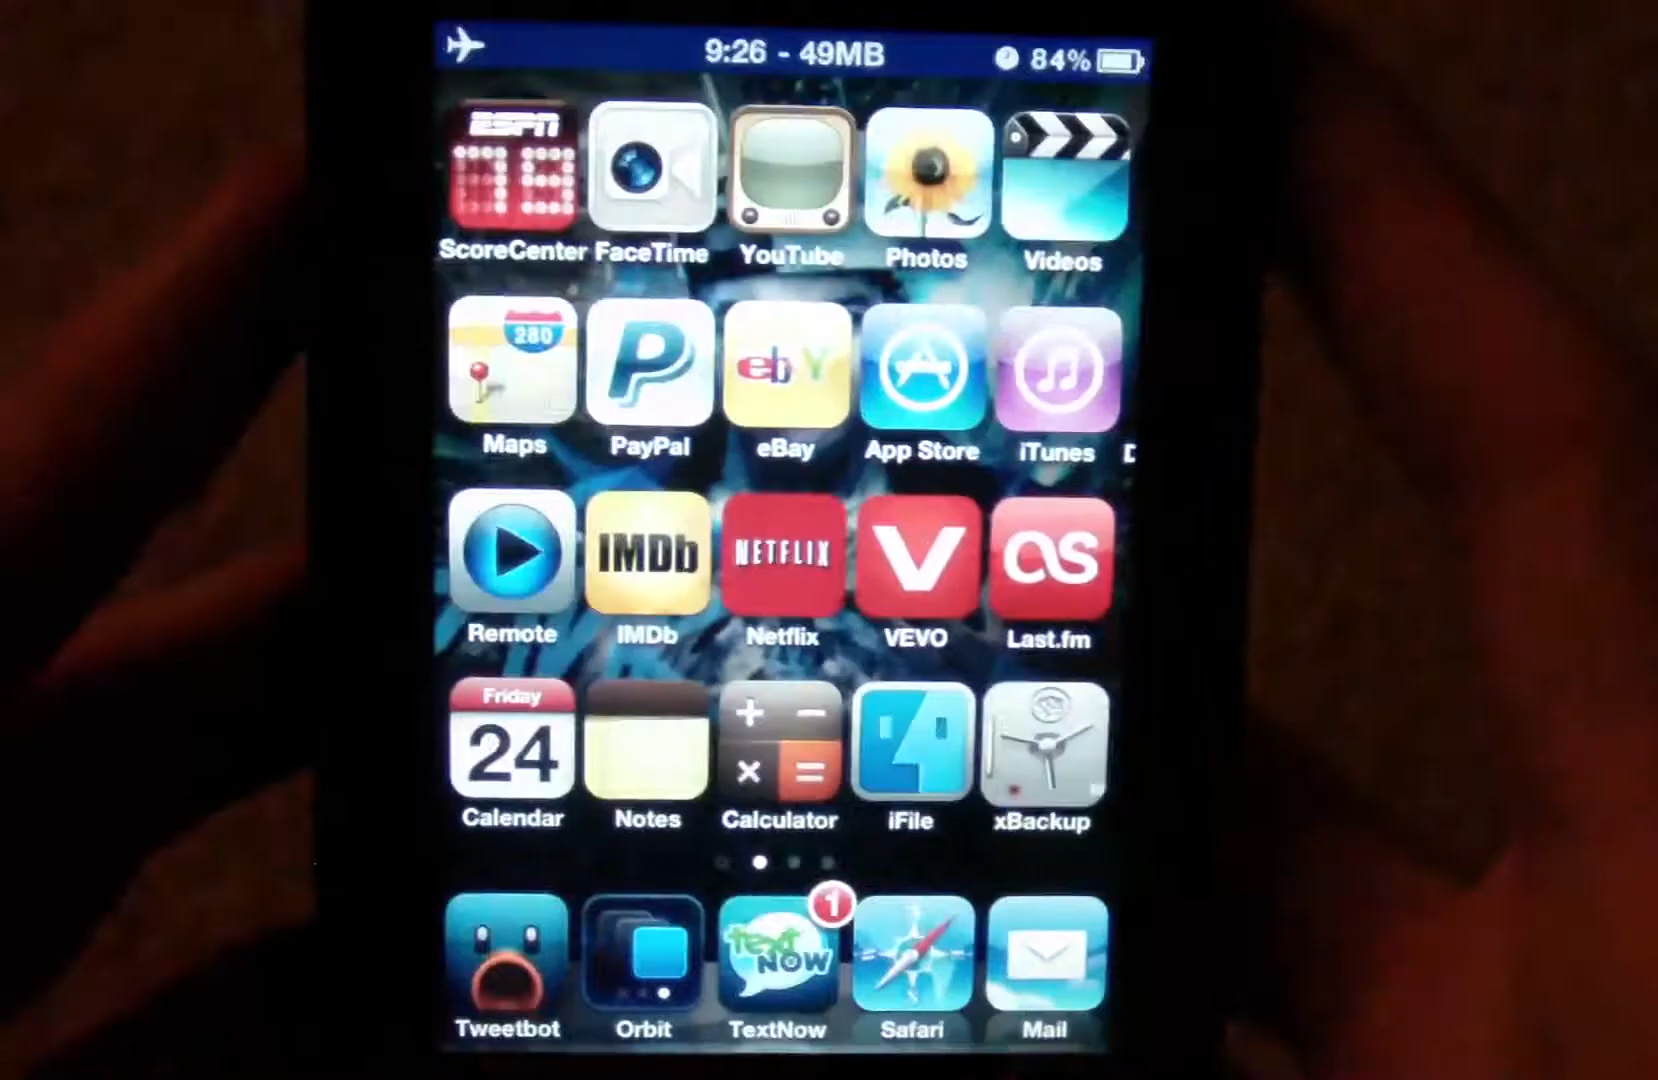 9:26 - 49MB 84%
ESPN
ScoreCenter FaceTime YouTube Photos Videos
280
eb Y
Maps PayPal eBay App Store iTunes D
IMDb NETFLIX V as
Remote IMDb Netflix VEVO Last.fm
Friday
24
+ −
× =
Calendar Notes Calculator iFile xBackup
1
text NOW
Tweetbot Orbit TextNow Safari Mail